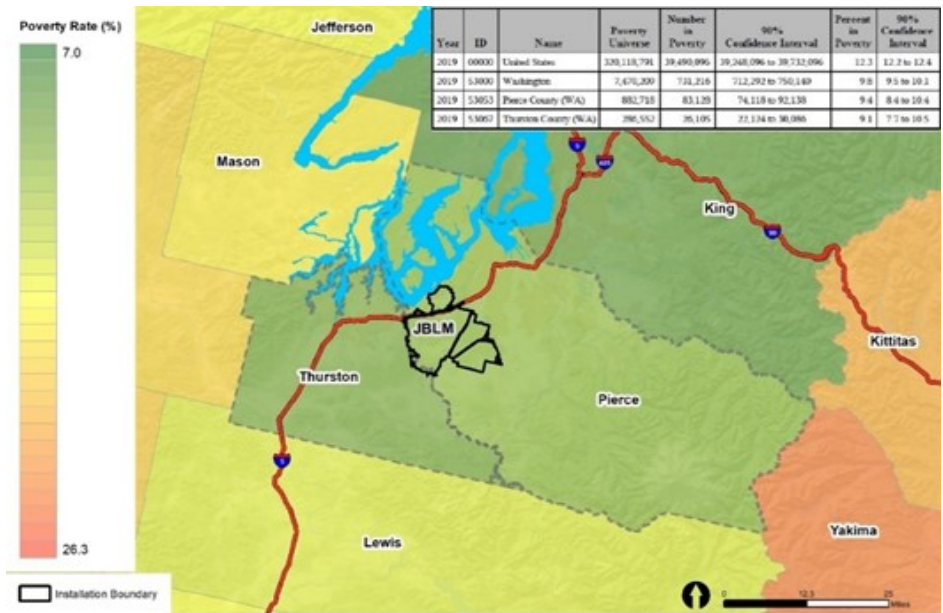 Poverty Rate (%)
7.0
26.3
Installation Boundary
Year ID Name Poverty Universe Number in Poverty 90% Confidence Interval Percent in Poverty 90% Confidence Interval
2019 00000 United States 320,118,791 39,490,096 39,248,096 to 39,732,096 12.3 12.2 to 12.4
2019 53000 Washington 7,470,209 731,216 712,292 to 750,140 9.8 9.5 to 10.1
2019 53053 Pierce County (WA) 882,718 83,128 74,118 to 92,138 9.4 8.4 to 10.4
2019 53067 Thurston County (WA) 286,552 26,105 22,124 to 30,086 9.1 7.7 to 10.5
Jefferson
Mason
5
405
King
90
JBLM
Kittitas
Thurston
Pierce
5
Lewis
Yakima
0 12.5 25
Miles